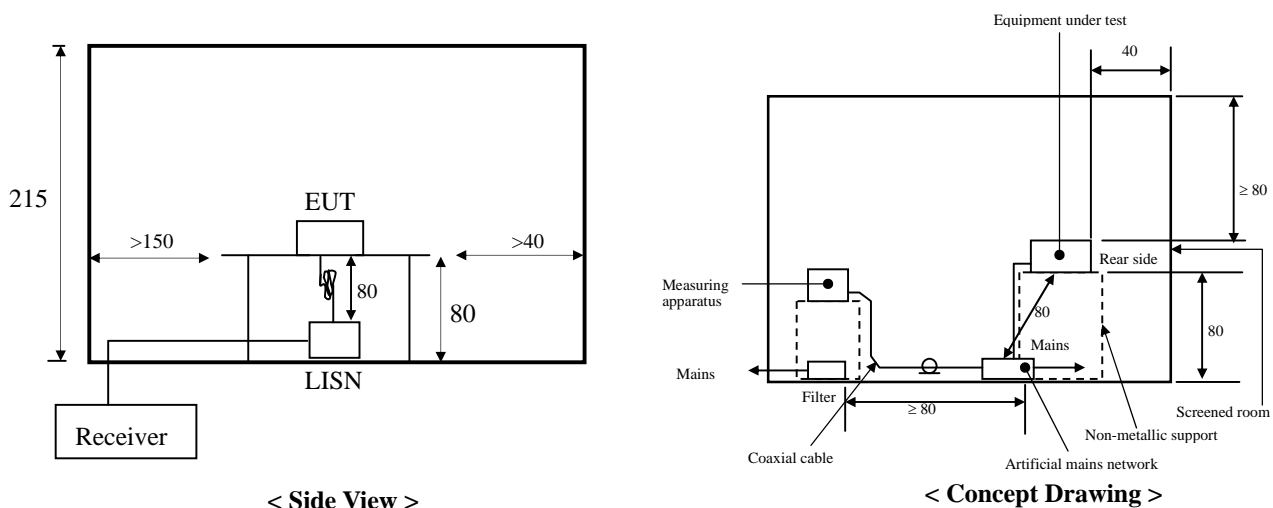 215
>150
EUT
>40
80
80
LISN
Receiver
< Side View >
Equipment under test
40
≥ 80
Rear side
Measuring
apparatus
80
80
Mains
Mains
Filter
≥ 80
Screened room
Non-metallic support
Coaxial cable
Artificial mains network
< Concept Drawing >